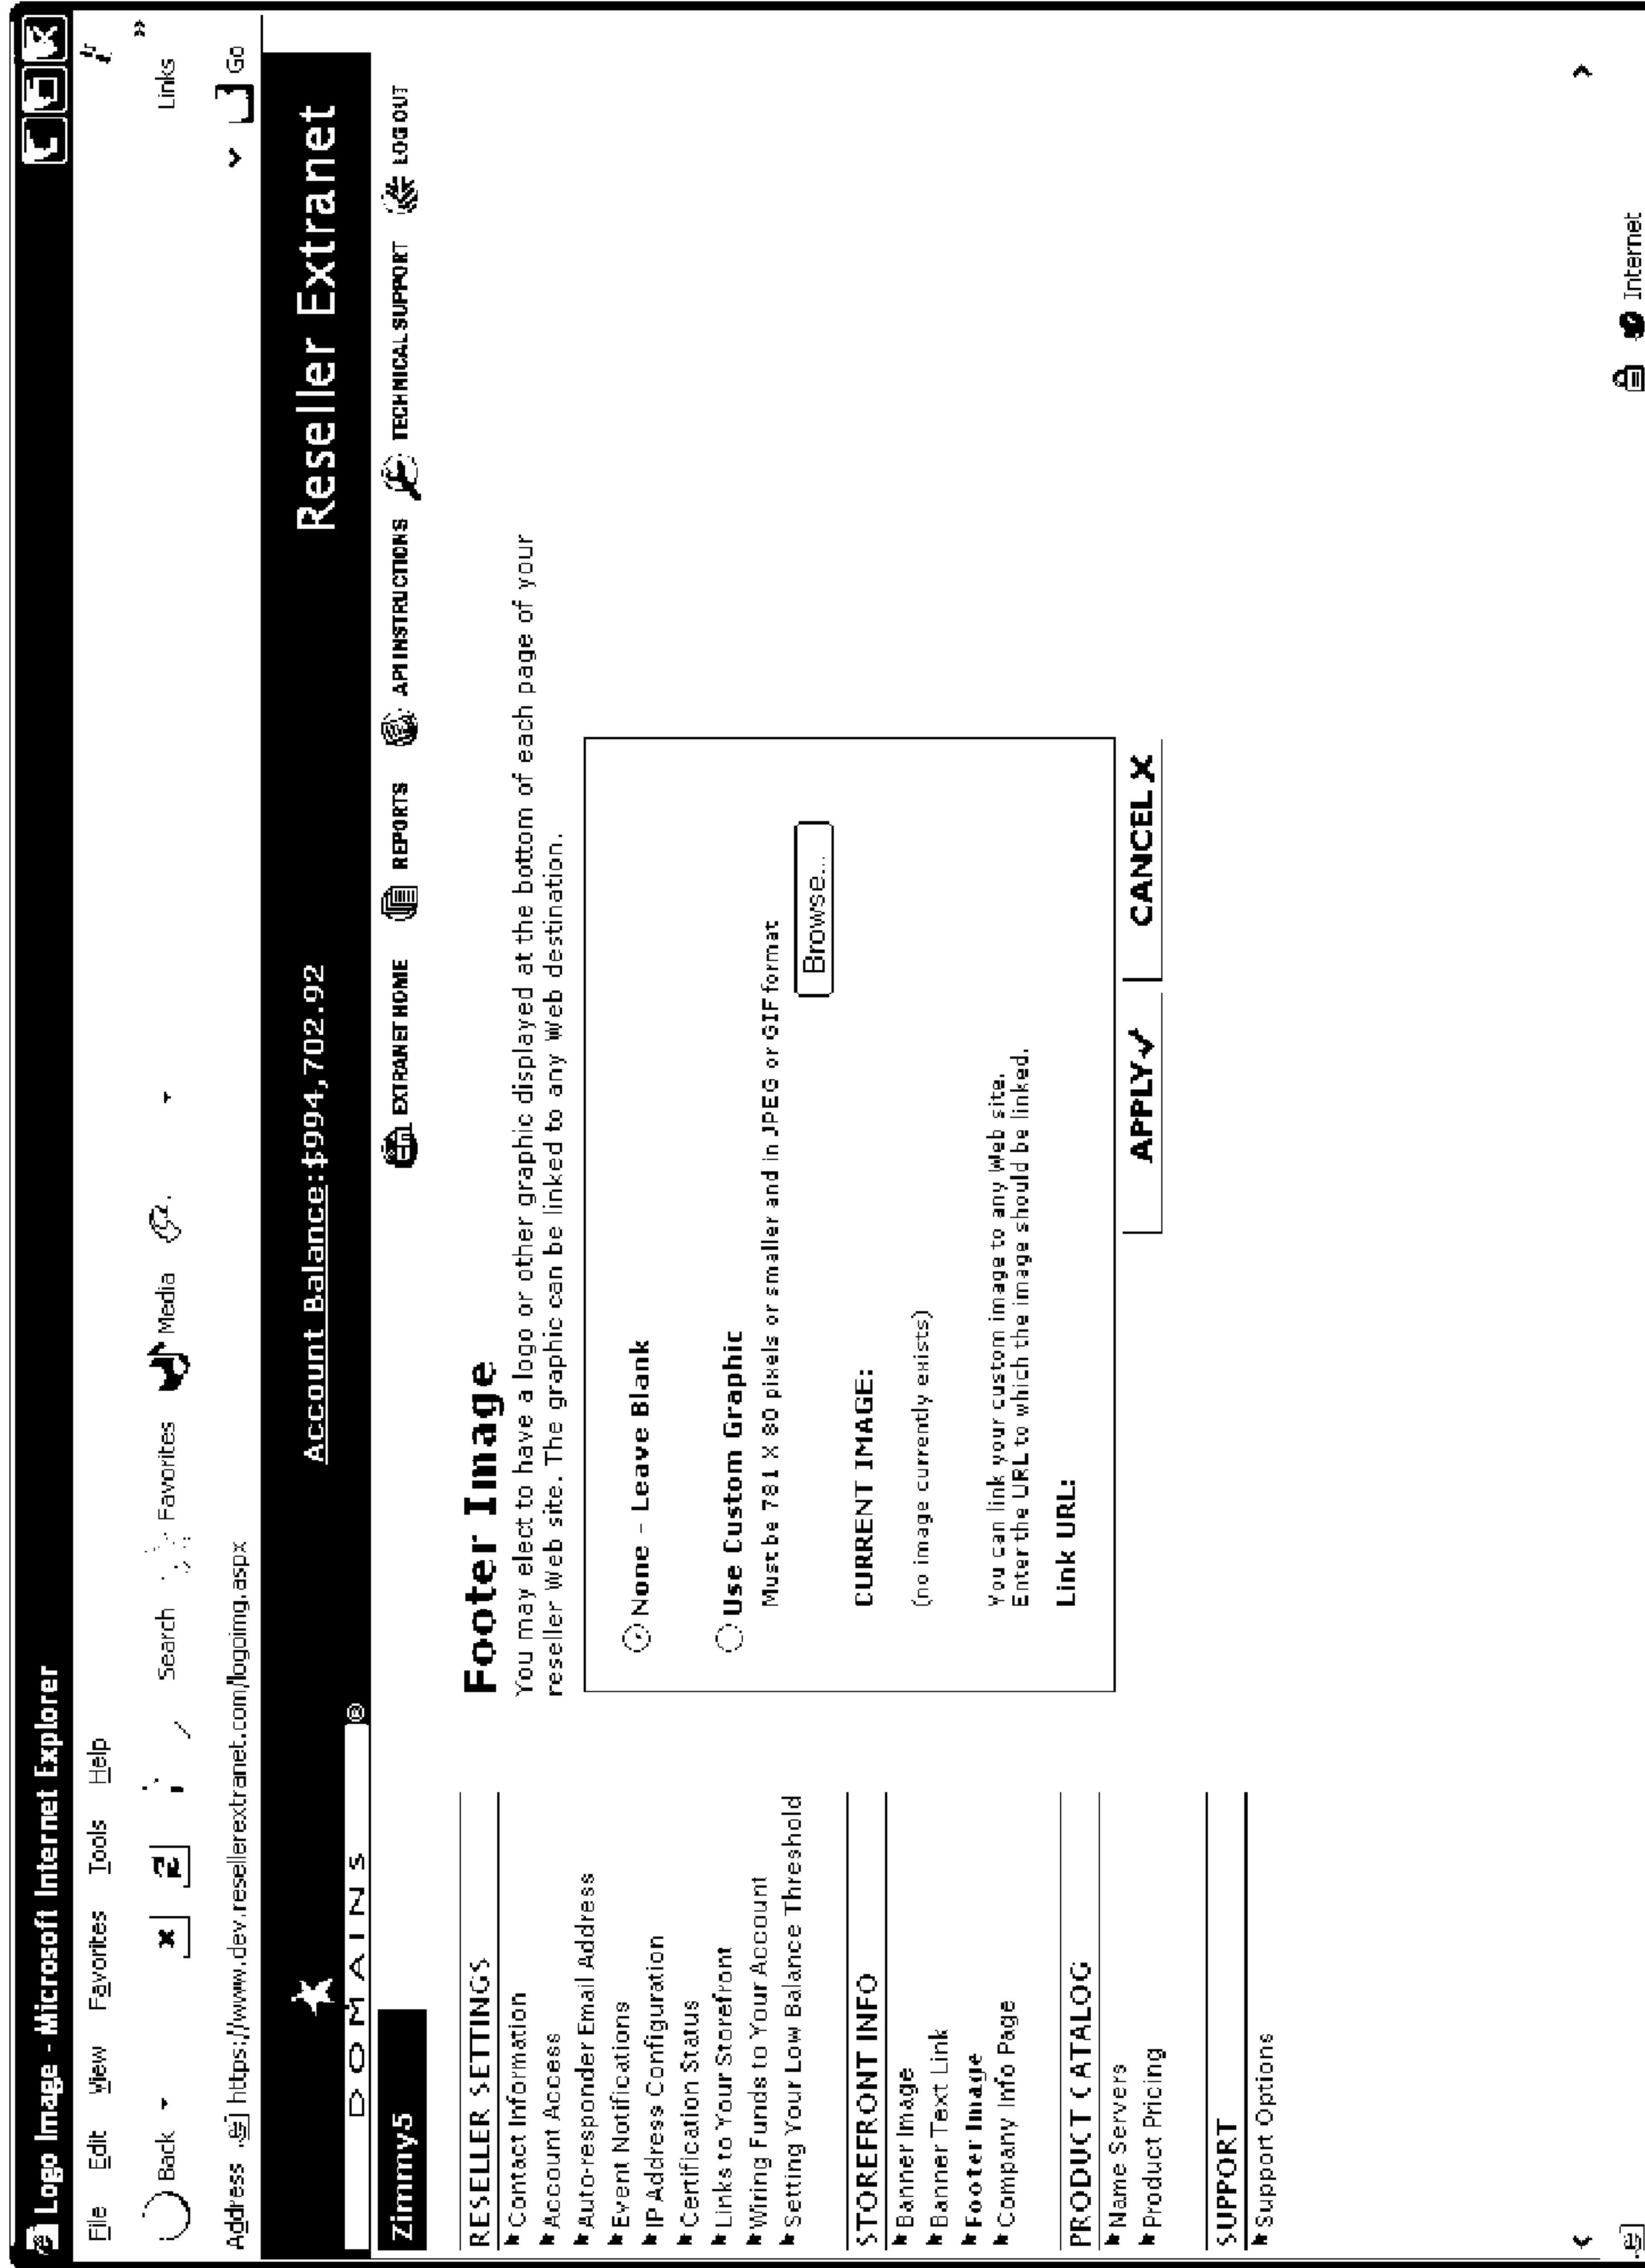 Logo Image - Microsoft Internet Explorer
File Edit View Favorites Tools Help
Back Search Favorites Media Links »
Address https://www.dev.resellerextranet.com/logoimg.aspx Go
Account Balance:$994,702.92 Reseller Extranet
DOMAINS®
Zimmy5
EXTRANET HOME REPORTS API INSTRUCTIONS TECHNICAL SUPPORT LOG OUT
RESELLER SETTINGS
Contact Information
Account Access
Auto-responder Email Address
Event Notifications
IP Address Configuration
Certification Status
Links to Your Storefront
Wiring Funds to Your Account
Setting Your Low Balance Threshold
STOREFRONT INFO
Banner Image
Banner Text Link
Footer Image
Company Info Page
PRODUCT CATALOG
Name Servers
Product Pricing
SUPPORT
Support Options
Footer Image
You may elect to have a logo or other graphic displayed at the bottom of each page of your
reseller Web site. The graphic can be linked to any Web destination.
None - Leave Blank
Use Custom Graphic
Must be 781 X 80 pixels or smaller and in JPEG or GIF format
Browse...
CURRENT IMAGE:
(no image currently exists)
You can link your custom image to any Web site.
Enter the URL to which the image should be linked.
Link URL:
APPLY CANCEL X
Internet